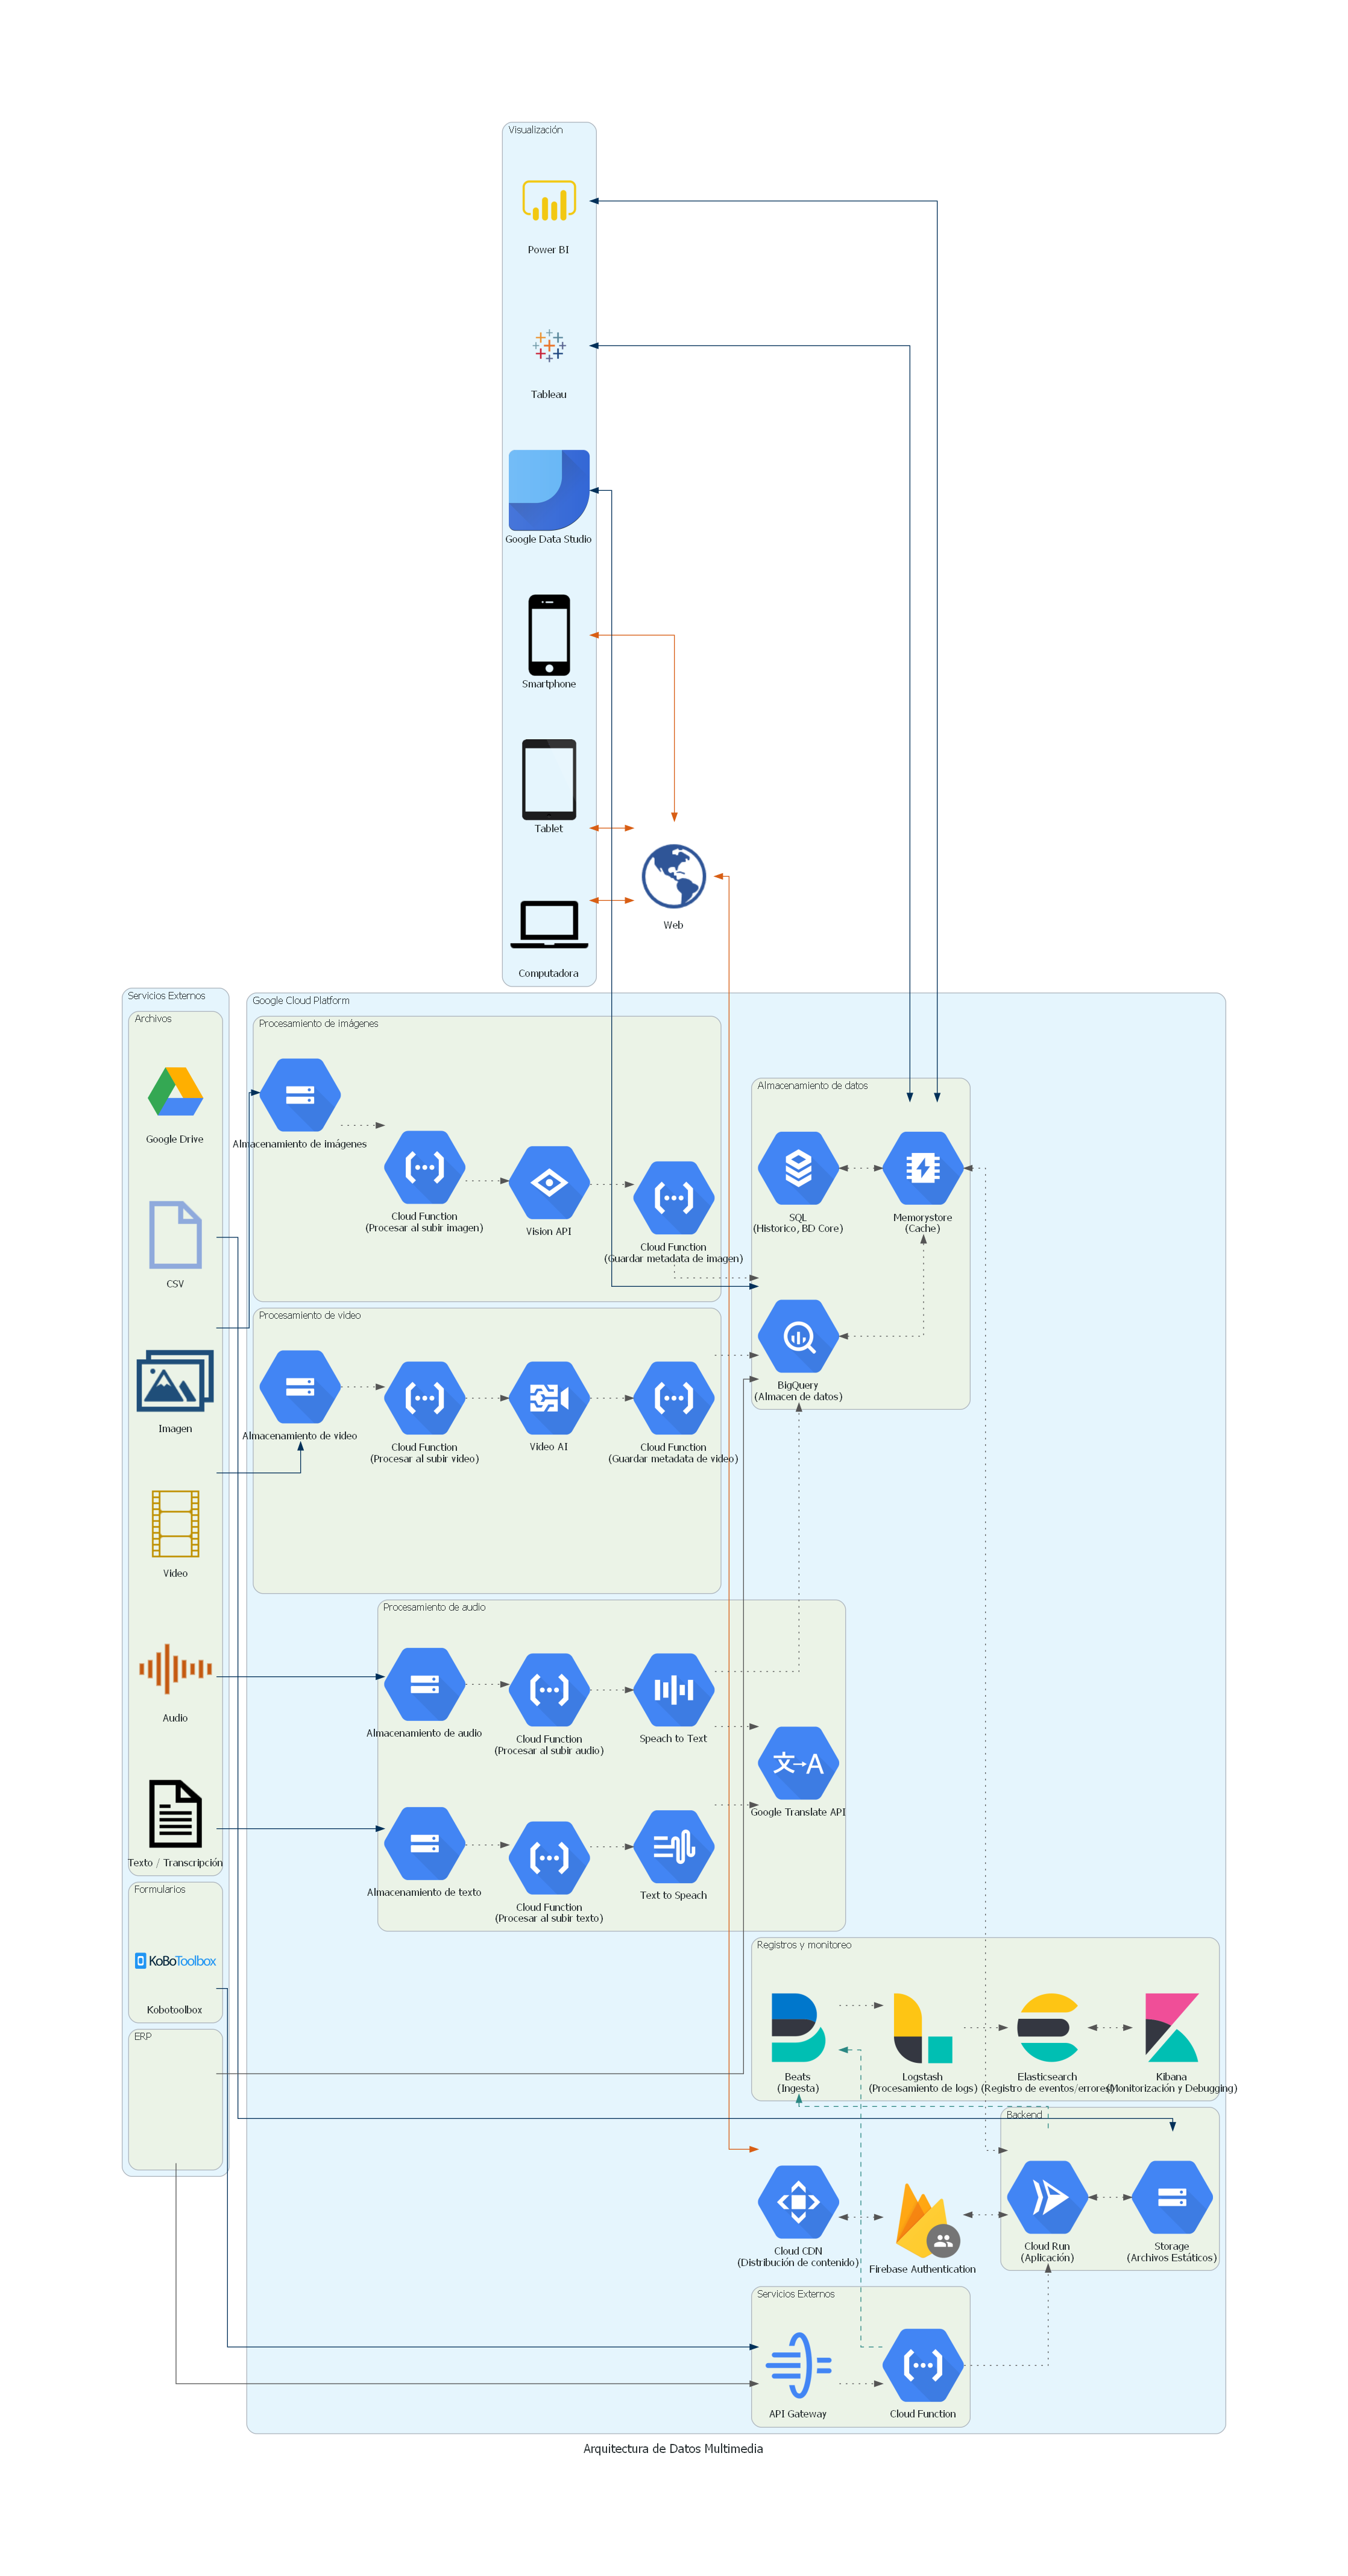 Visualización
Power BI
Tableau
Google Data Studio
Smartphone
Tablet
Web
Computadora
Servicios Externos
Archivos
Google Drive
CSV
Imagen
Video
Audio
Texto / Transcripción
Formularios
KoBoToolbox
Kobotoolbox
ERP
Google Cloud Platform
Procesamiento de imágenes
Almacenamiento de imágenes
Cloud Function
(Procesar al subir imagen)
Vision API
Cloud Function
(Guardar metadata de imagen)
Procesamiento de video
Almacenamiento de video
Cloud Function
(Procesar al subir video)
Video AI
Cloud Function
(Guardar metadata de video)
Almacenamiento de datos
SQL
(Historico, BD Core)
Memorystore
(Cache)
BigQuery
(Almacen de datos)
Procesamiento de audio
Almacenamiento de audio
Cloud Function
(Procesar al subir audio)
Speach to Text
文→A
Google Translate API
Almacenamiento de texto
Cloud Function
(Procesar al subir texto)
Text to Speach
Registros y monitoreo
Beats
(Ingesta)
Logstash
(Procesamiento de logs)
Elasticsearch
(Registro de eventos/errores)
Kibana
(Monitorización y Debugging)
Backend
Cloud Run
(Aplicación)
Storage
(Archivos Estáticos)
Cloud CDN
(Distribución de contenido)
Firebase Authentication
Servicios Externos
API Gateway
Cloud Function
Arquitectura de Datos Multimedia